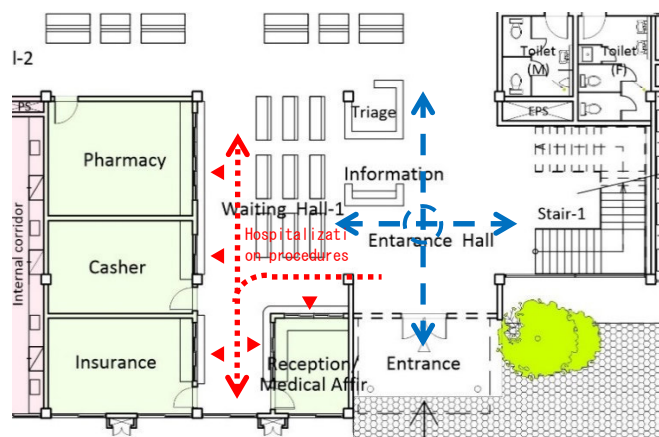 l-2
Toilet
(M)
Toilet
(F)
PS
EPS
Triage
Pharmacy
Information
Waiting Hall-1
Stair-1
Hospitalizati
on procedures
Entarance Hall
Internal corridor
Casher
Insurance
Reception/
Medical Affir
Entrance